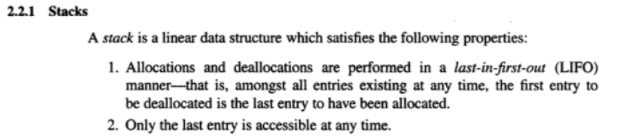 2.2.1 Stacks
A stack is a linear data structure which satisfies the following properties:
1. Allocations and deallocations are performed in a last-in-first-out (LIFO)
manner—that is, amongst all entries existing at any time, the first entry to
be deallocated is the last entry to have been allocated.
2. Only the last entry is accessible at any time.